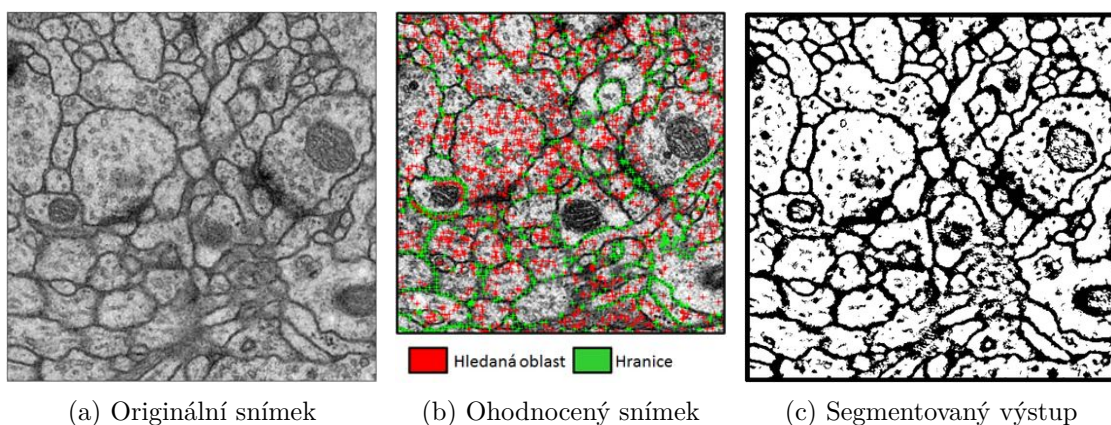 Hledaná oblast
Hranice
(a) Originální snímek
(b) Ohodnocený snímek
(c) Segmentovaný výstup